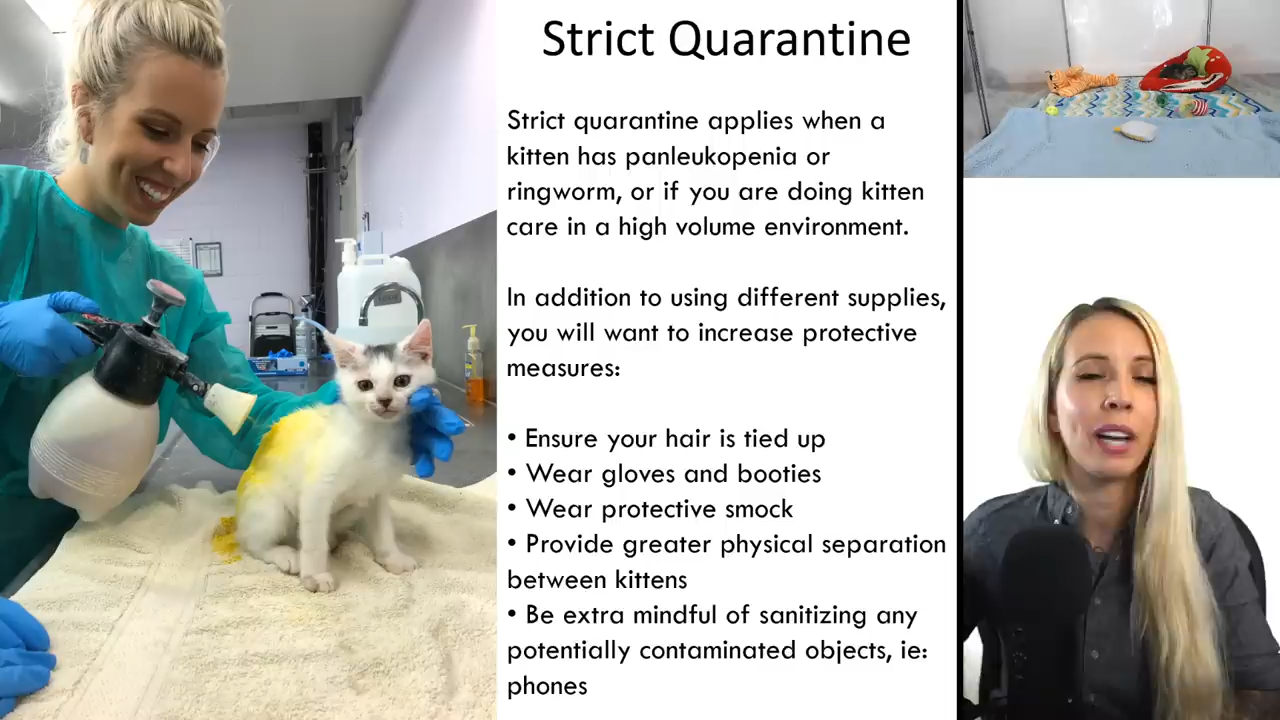 Strict Quarantine
Strict quarantine applies when a
kitten has panleukopenia or
ringworm, or if you are doing kitten
care in a high volume environment.
In addition to using different supplies,
you will want to increase protective
measures:
• Ensure your hair is tied up
• Wear gloves and booties
• Wear protective smock
• Provide greater physical separation
between kittens
• Be extra mindful of sanitizing any
potentially contaminated objects, ie:
phones